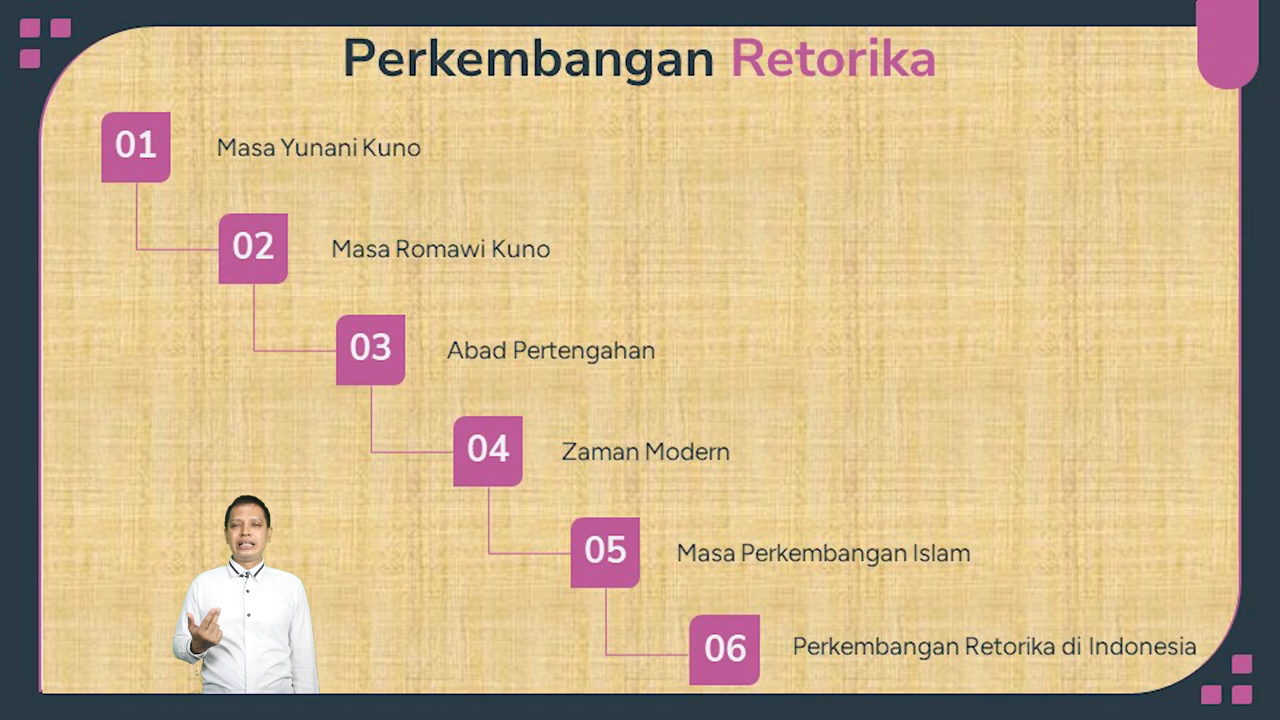 Perkembangan Retorika
01
Masa Yunani Kuno
02
Masa Romawi Kuno
03
Abad Pertengahan
04
Zaman Modern
05
Masa Perkembangan Islam
06
Perkembangan Retorika di Indonesia